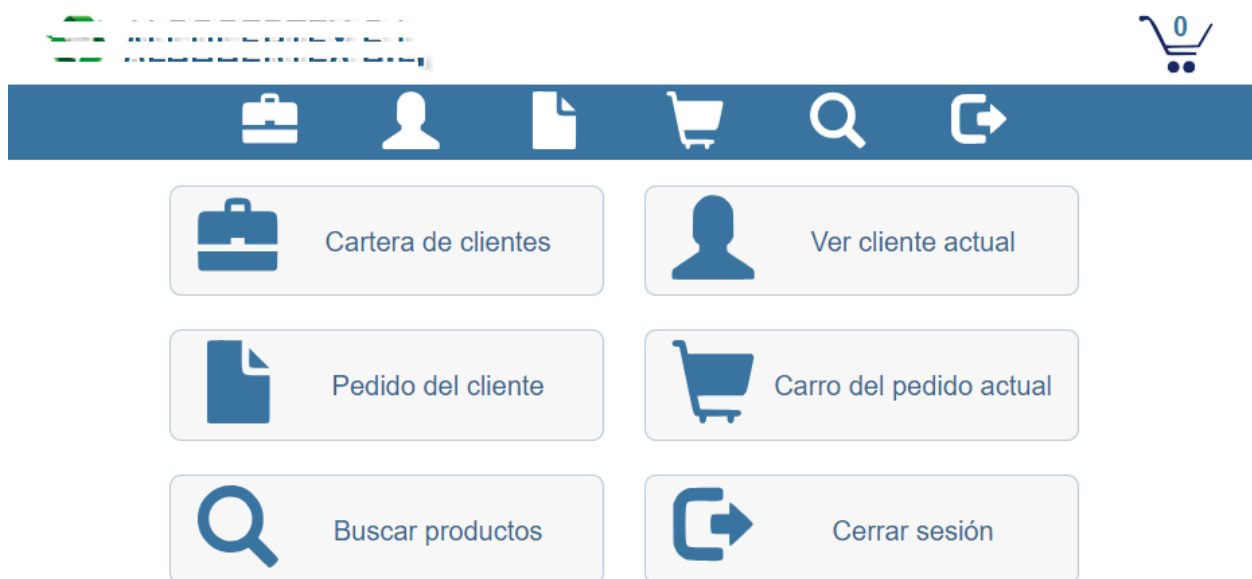 0
Cartera de clientes
Ver cliente actual
Pedido del cliente
Carro del pedido actual
Buscar productos
Cerrar sesión